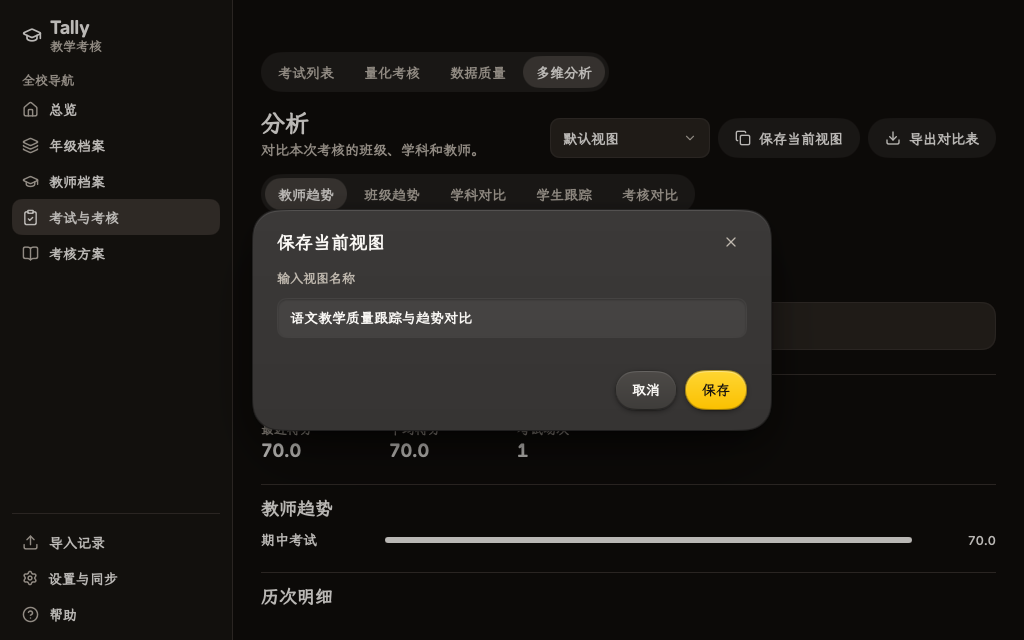 Tally
教学考核
全校导航
总览
年级档案
教师档案
考试与考核
考核方案
导入记录
设置与同步
帮助
考试列表
量化考核
数据质量
多维分析
分析
对比本次考核的班级、学科和教师。
默认视图
保存当前视图
导出对比表
教师趋势
班级趋势
学科对比
学生跟踪
考核对比
保存当前视图
输入视图名称
语文教学质量跟踪与趋势对比
取消
保存
70.0
70.0
1
教师趋势
期中考试
70.0
历次明细